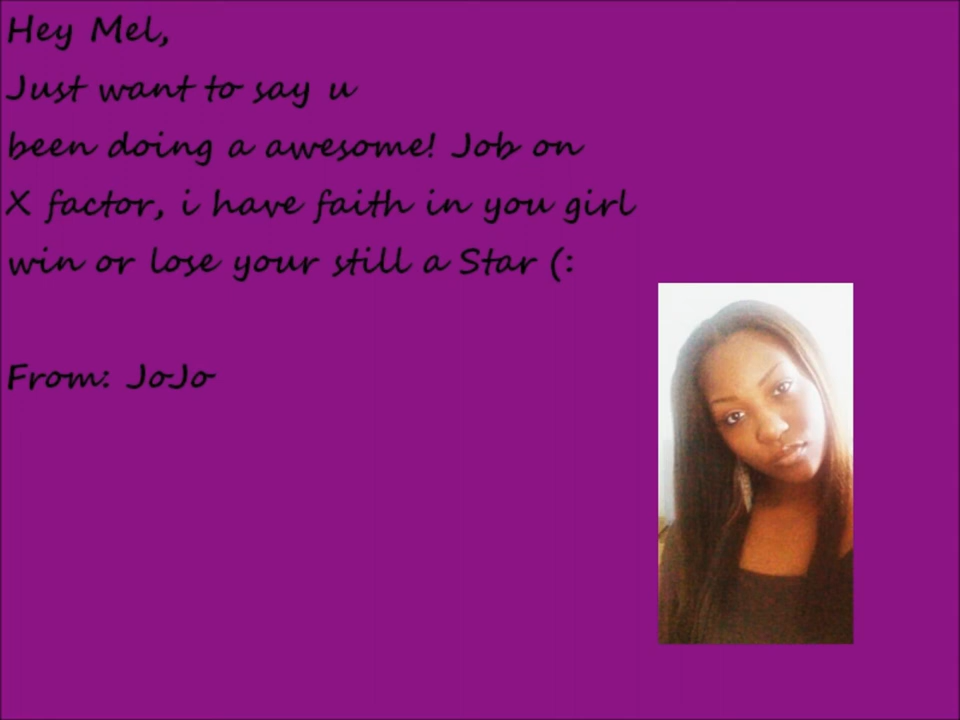 Hey Mel,
Just want to say u
been doing a awesome! Job on
X factor, i have faith in you girl
win or lose your still a Star (:
From: JoJo